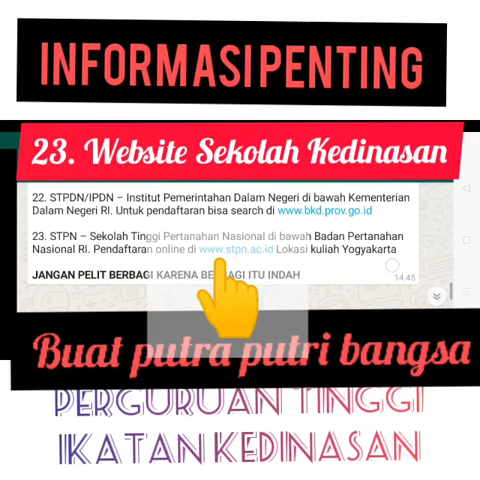 INFORMASI PENTING
23. Website Sekolah Kedinasan
22. STPDN/IPDN – Institut Pemerintahan Dalam Negeri di bawah Kementerian
Dalam Negeri RI. Untuk pendaftaran bisa search di www.bkd.prov.go.id
23. STPN – Sekolah Tinggi Pertanahan Nasional di bawah Badan Pertanahan
Nasional RI. Pendaftaran online di www.stpn.ac.id Lokasi kuliah Yogyakarta
JANGAN PELIT BERBAGI KARENA BERBAGI ITU INDAH
14.45
Buat putra putri bangsa
PERGURUAN TINGGI
IKATAN KEDINASAN